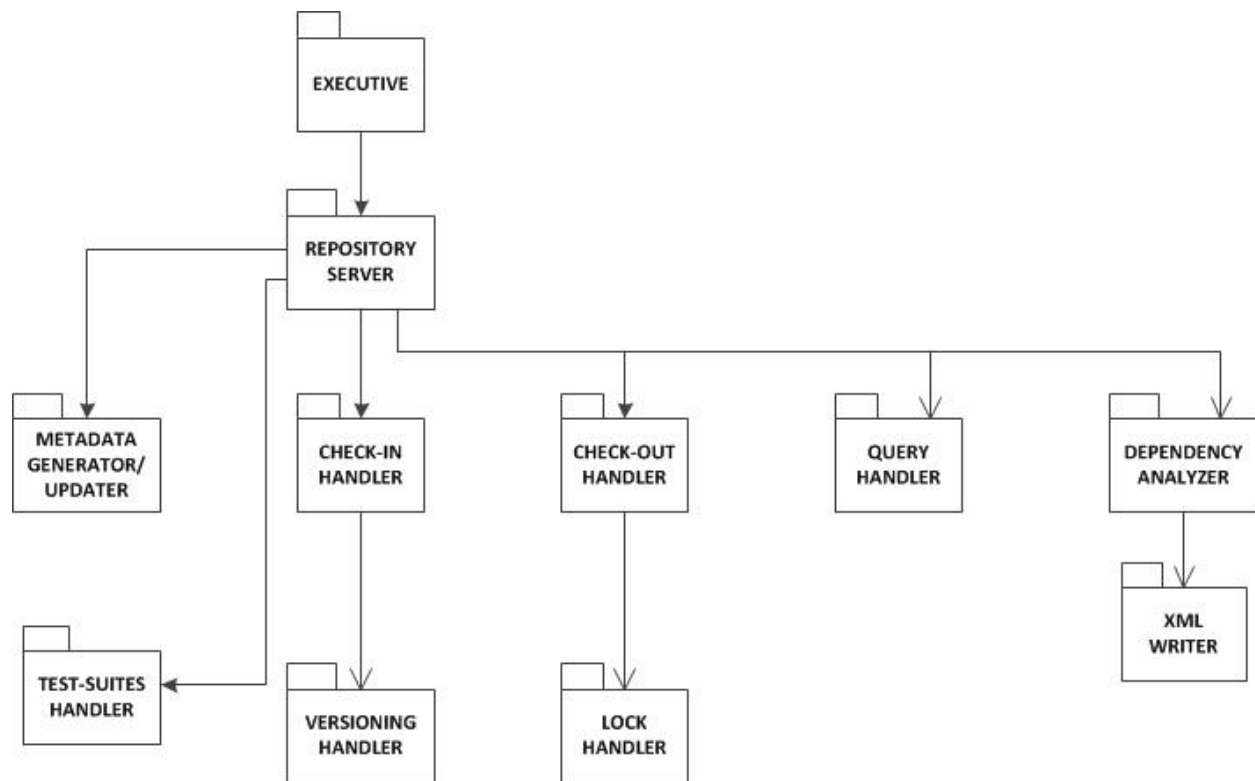 EXECUTIVE
REPOSITORY
SERVER
METADATA
GENERATOR/
UPDATER
CHECK-IN
HANDLER
CHECK-OUT
HANDLER
QUERY
HANDLER
DEPENDENCY
ANALYZER
XML
WRITER
TEST-SUITES
HANDLER
VERSIONING
HANDLER
LOCK
HANDLER